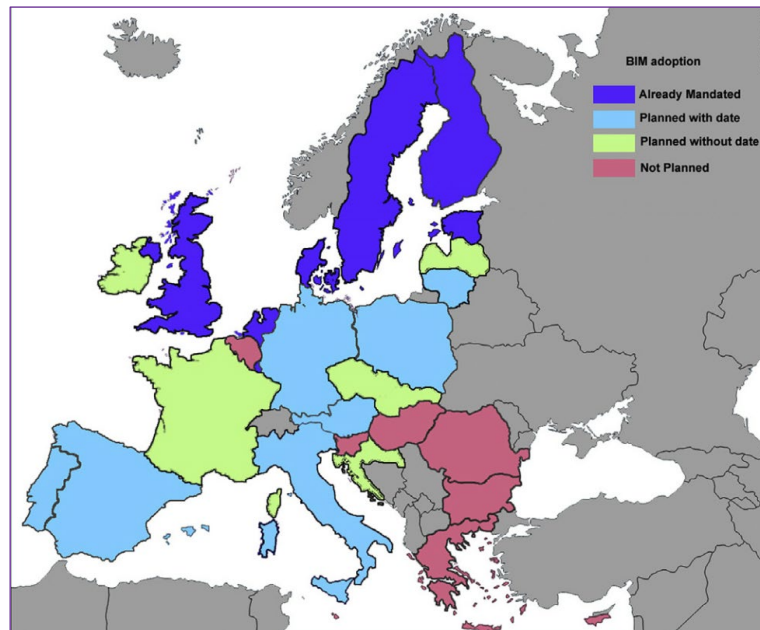 BIM adoption
Already Mandated
Planned with date
Planned without date
Not Planned